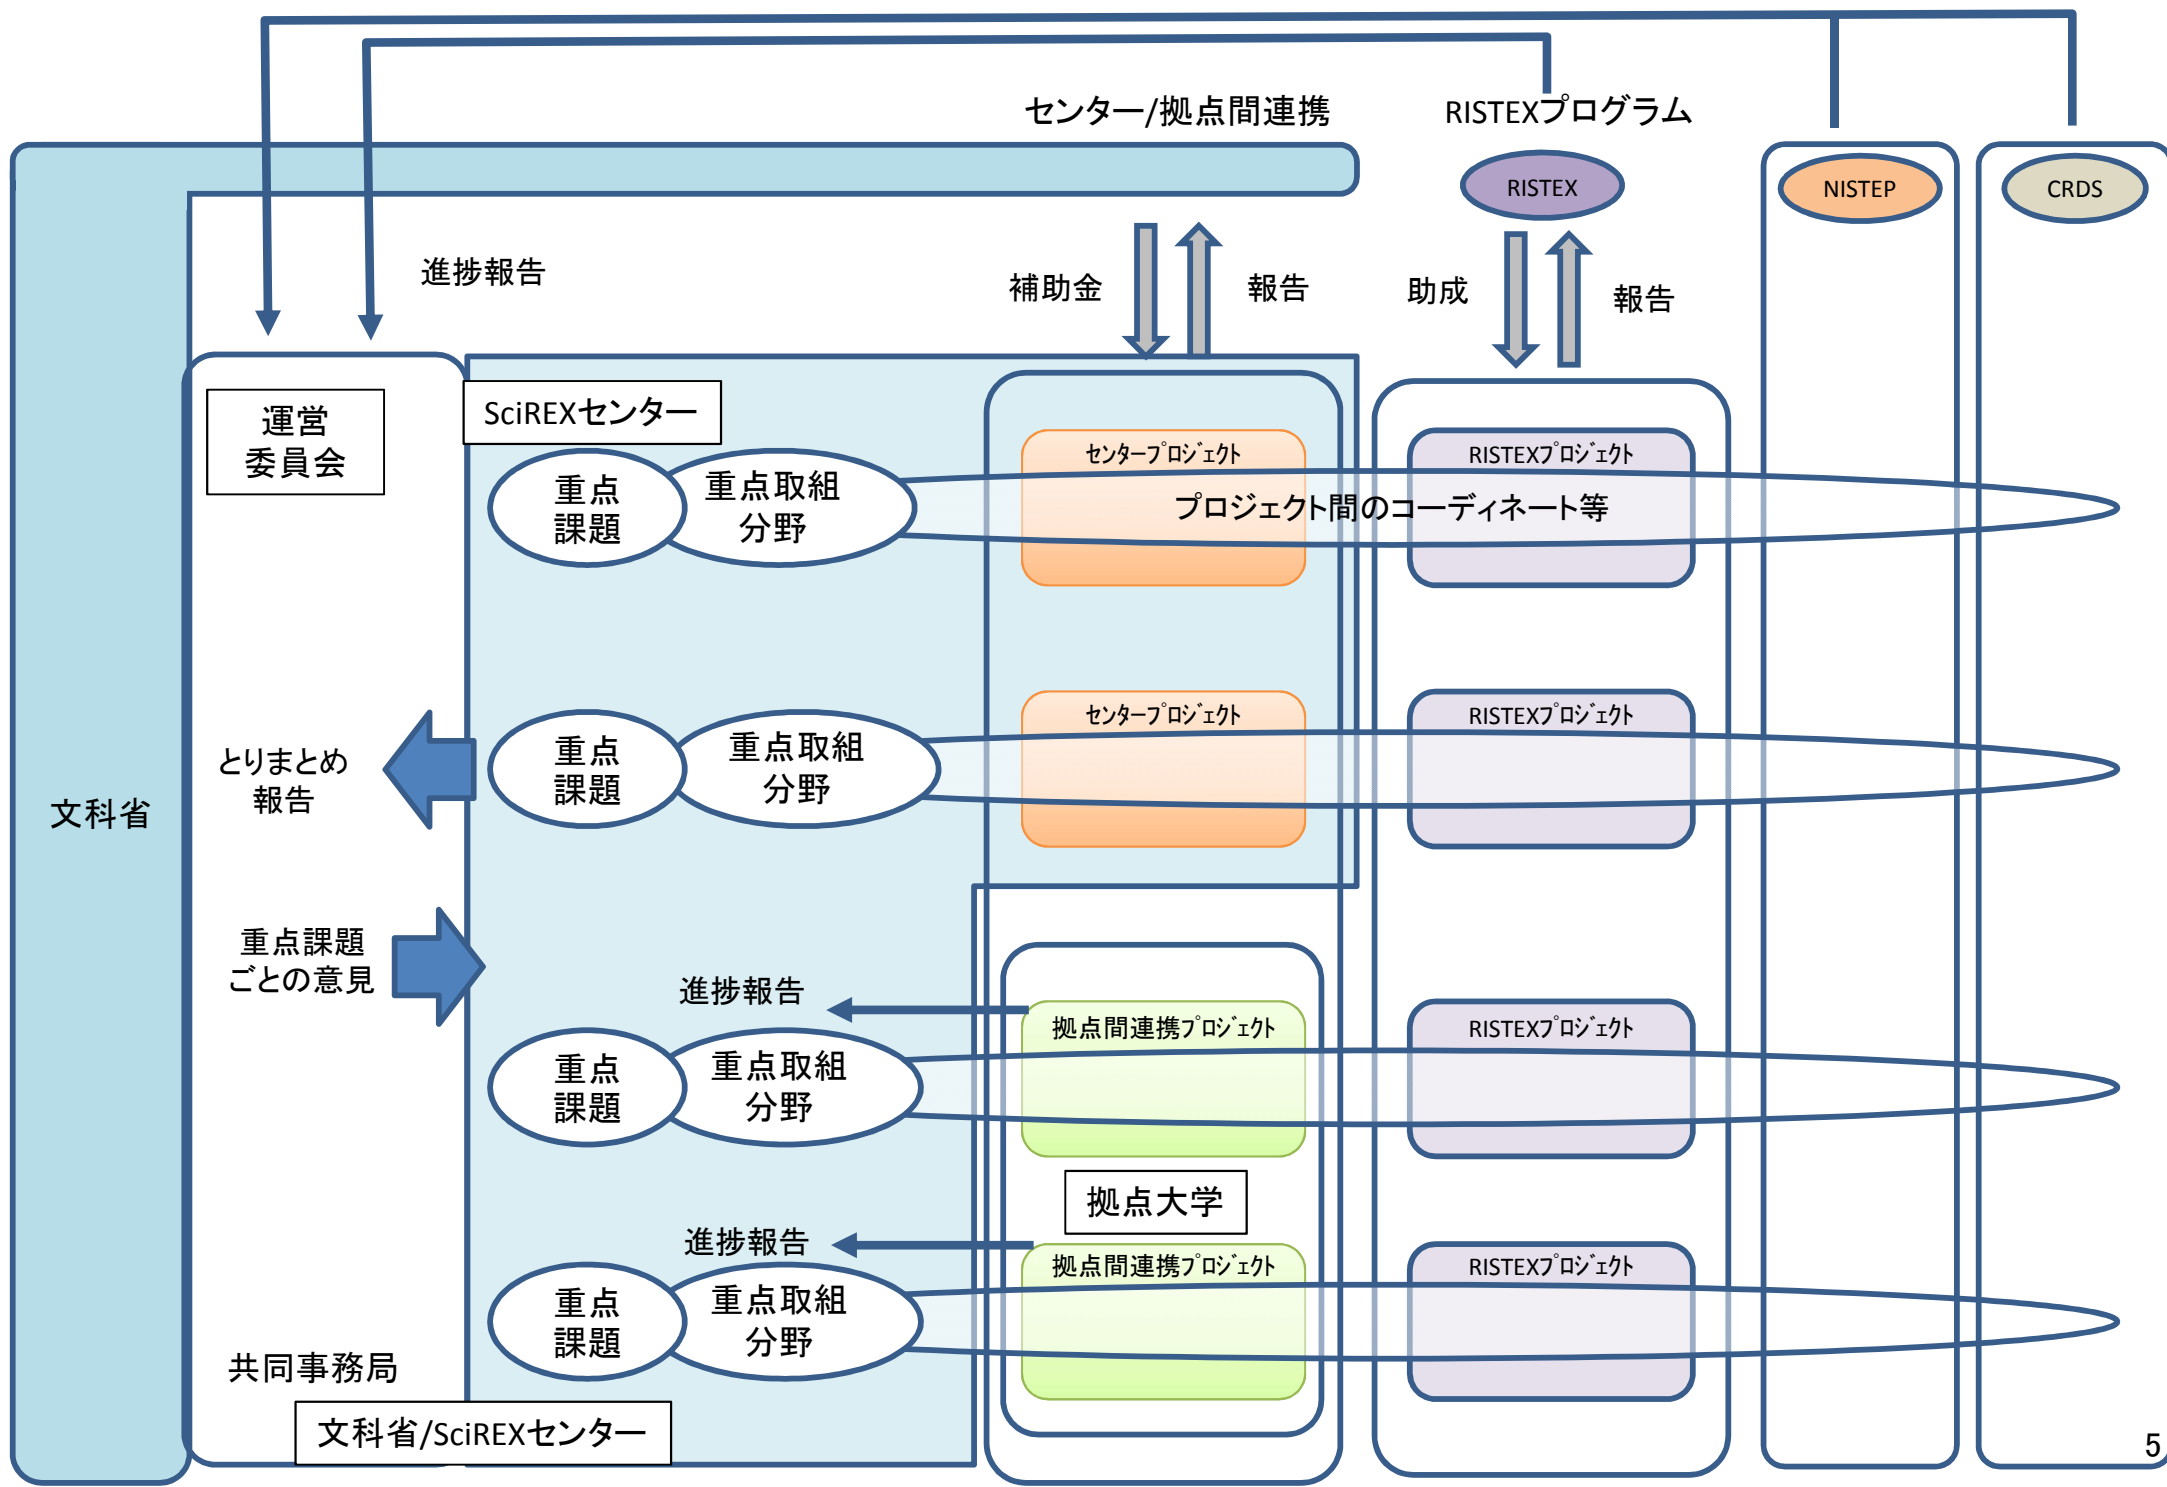 センター/拠点間連携
RISTEXプログラム
RISTEX
NISTEP
CRDS
進捗報告
補助金
報告
助成
報告
運営
委員会
SciREXセンター
重点
課題
重点取組
分野
センタープロジェクト
RISTEXプロジェクト
プロジェクト間のコーディネート等
文科省
とりまとめ
報告
重点
課題
重点取組
分野
センタープロジェクト
RISTEXプロジェクト
重点課題
ごとの意見
進捗報告
重点
課題
重点取組
分野
拠点間連携プロジェクト
RISTEXプロジェクト
拠点大学
進捗報告
重点
課題
重点取組
分野
拠点間連携プロジェクト
RISTEXプロジェクト
共同事務局
文科省/SciREXセンター
5